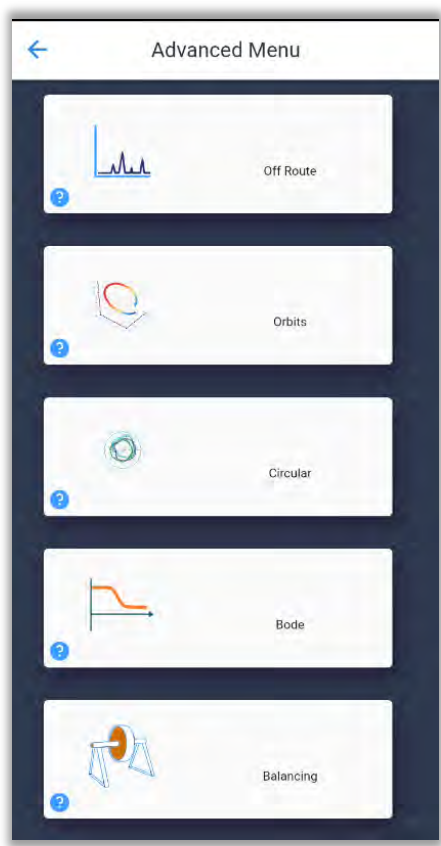 Advanced Menu
Off Route
?
Orbits
?
Circular
?
Bode
?
Balancing
?